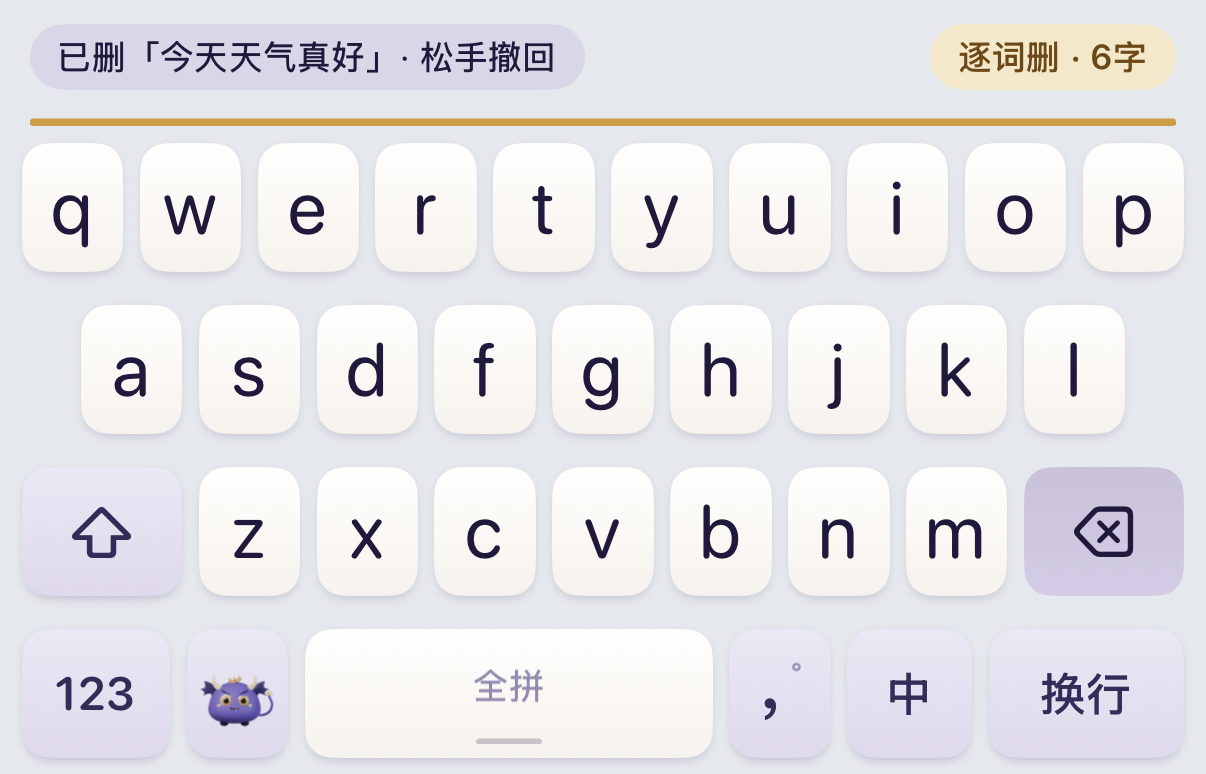 已删「今天天气真好」· 松手撤回
逐词删 · 6字
q w e r t y u i o p
a s d f g h j k l
z x c v b n m
123 全拼 ，。 中 换行